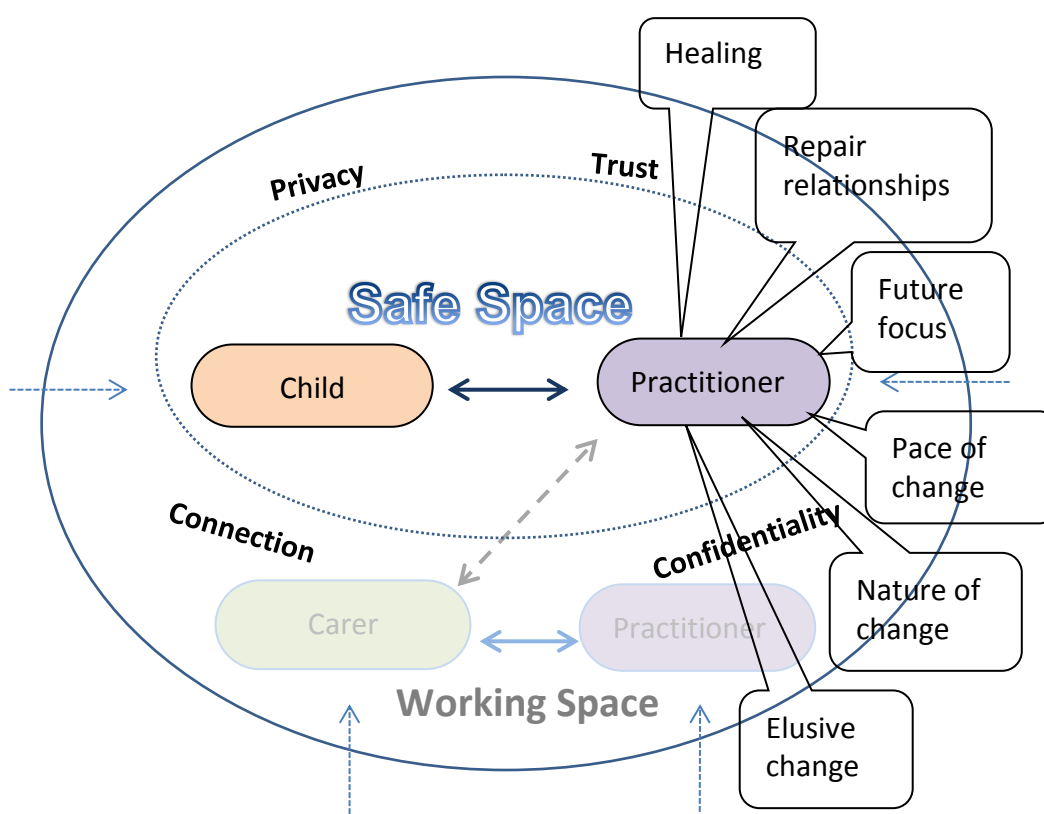 Healing
Repair
relationships
Privacy
Trust
Safe Space
Future
focus
Child
Practitioner
Pace of
change
Connection
Confidentiality
Carer
Practitioner
Nature of
change
Working Space
Elusive
change